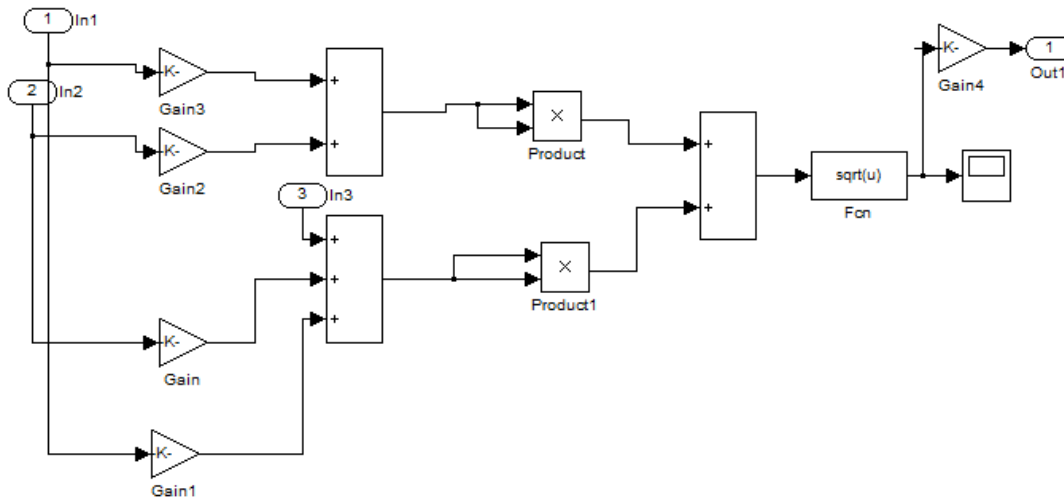 1
In1
2
In2
K-
Gain3
K-
Gain2
+
+
3
In3
+
+
+
K-
Gain
K-
Gain1
×
Product
×
Product1
+
+
sqrt(u)
Fcn
K-
Gain4
1
Out1